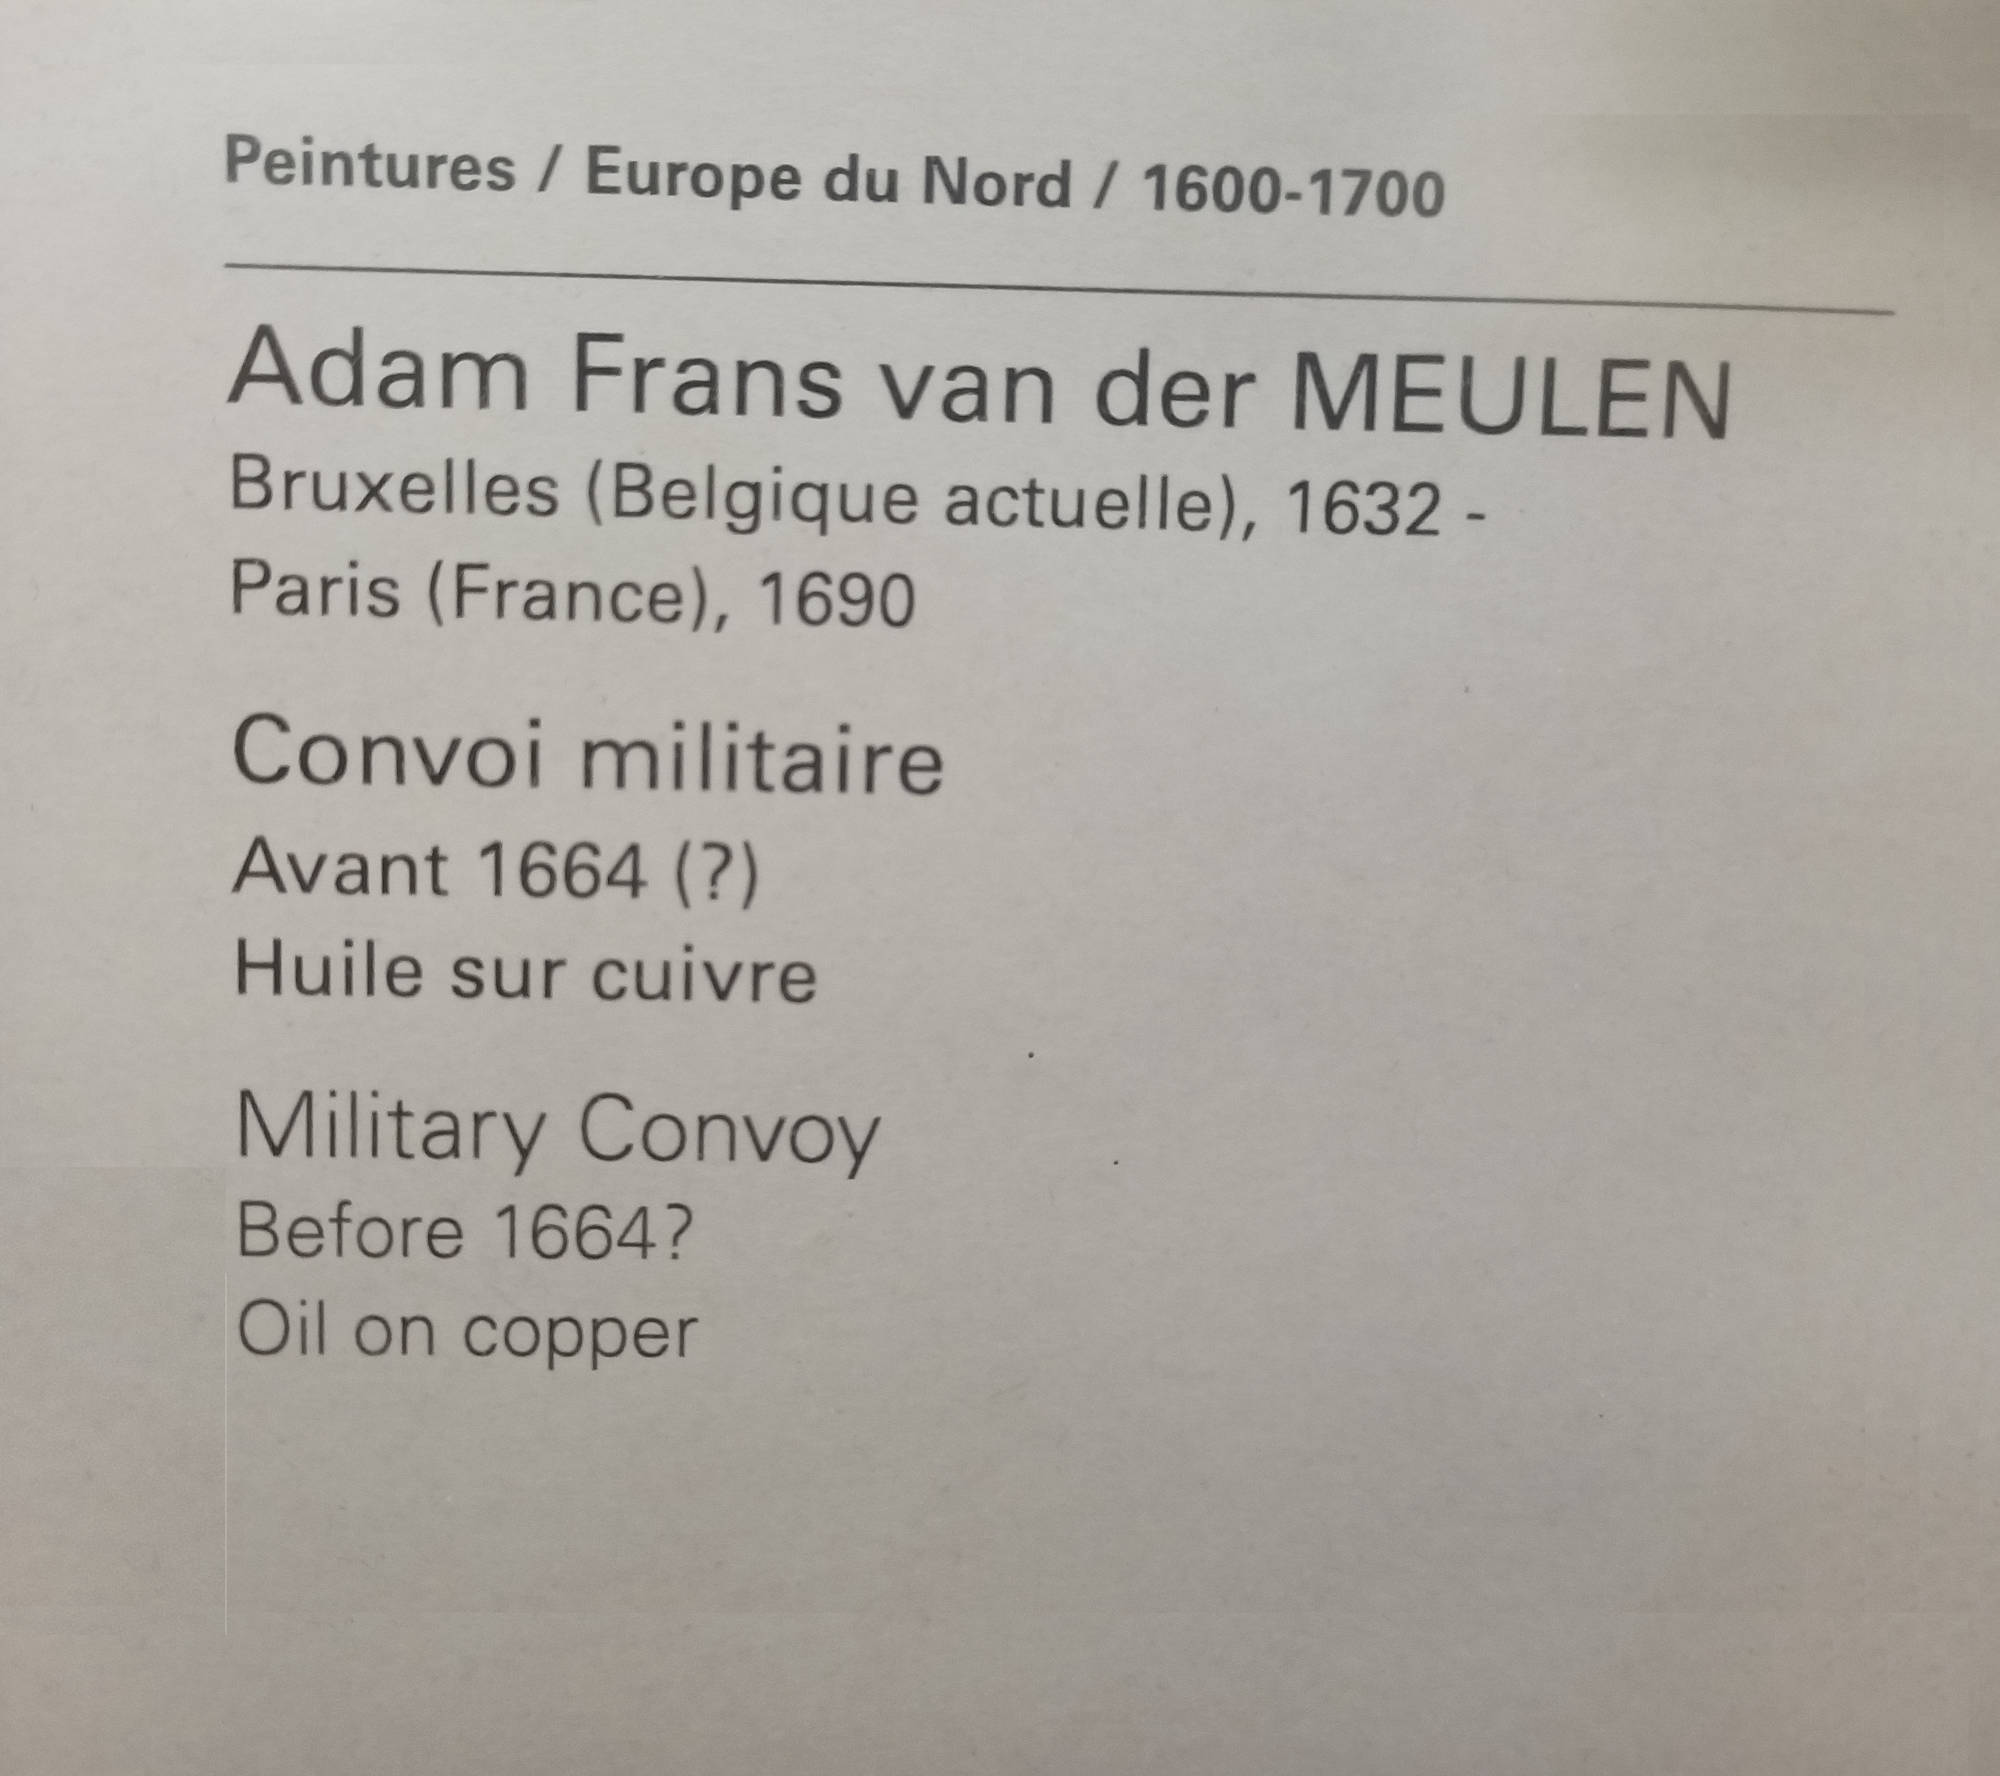 Peintures / Europe du Nord / 1600-1700
Adam Frans van der MEULEN
Bruxelles (Belgique actuelle), 1632 -
Paris (France), 1690
Convoi militaire
Avant 1664 (?)
Huile sur cuivre
Military Convoy
Before 1664?
Oil on copper